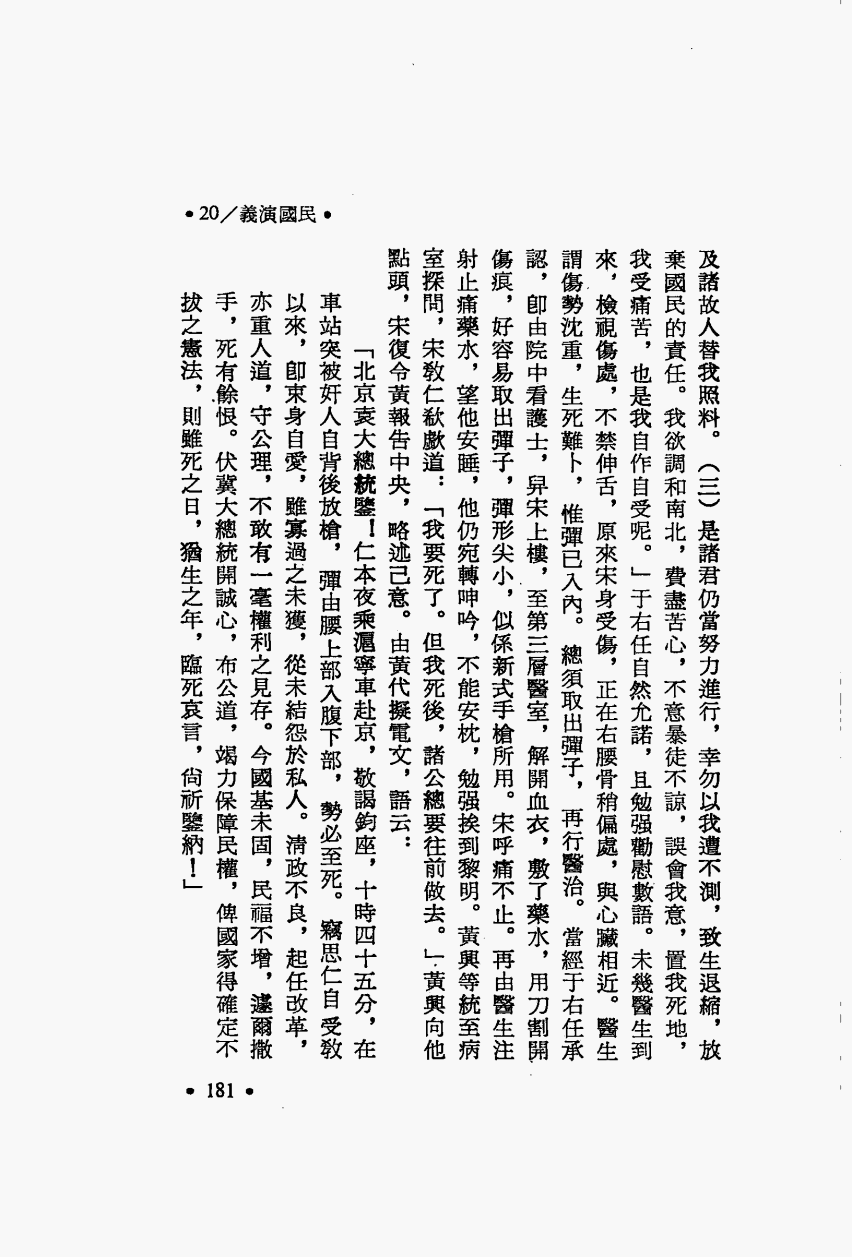 •20／義演國民•
及諸故人替我照料。（三）是諸君仍當努力進行，幸勿以我遭不測，致生退縮，放
棄國民的責任。我欲調和南北，費盡苦心，不意暴徒不諒，誤會我意，置我死地，
我受痛苦，也是我自作自受呢。」于右任自然允諾，且勉强勸慰數語。未幾醫生到
來，檢視傷處，不禁伸舌，原來宋身受傷，正在右腰骨稍偏處，與心臟相近。醫生
謂傷勢沈重，生死難卜，惟彈已入內。總須取出彈子，再行醫治。當經于右任承
認，卽由院中看護士，舁宋上樓，至第三層醫室，解開血衣，敷了藥水，用刀割開
傷痕，好容易取出彈子，彈形尖小，似係新式手槍所用。宋呼痛不止。再由醫生注
射止痛藥水，望他安睡，他仍宛轉呻吟，不能安枕，勉强挨到黎明。黃興等統至病
室探問，宋敎仁欷歔道：「我要死了。但我死後，諸公總要往前做去。」黃興向他
點頭，宋復令黃報告中央，略述己意。由黃代擬電文，語云：
「北京袁大總統鑒！仁本夜乘滬寧車赴京，敬謁鈞座，十時四十五分，在
車站突被奸人自背後放槍，彈由腰上部入腹下部，勢必至死。竊思仁自受敎
以來，卽束身自愛，雖寡過之未獲，從未結怨於私人。清政不良，起任改革，
亦重人道，守公理，不敢有一毫權利之見存。今國基未固，民福不增，遽爾撒
手，死有餘恨。伏冀大總統開誠心，布公道，竭力保障民權，俾國家得確定不
拔之憲法，則雖死之日，猶生之年，臨死哀言，尙祈鑒納！」
•181•